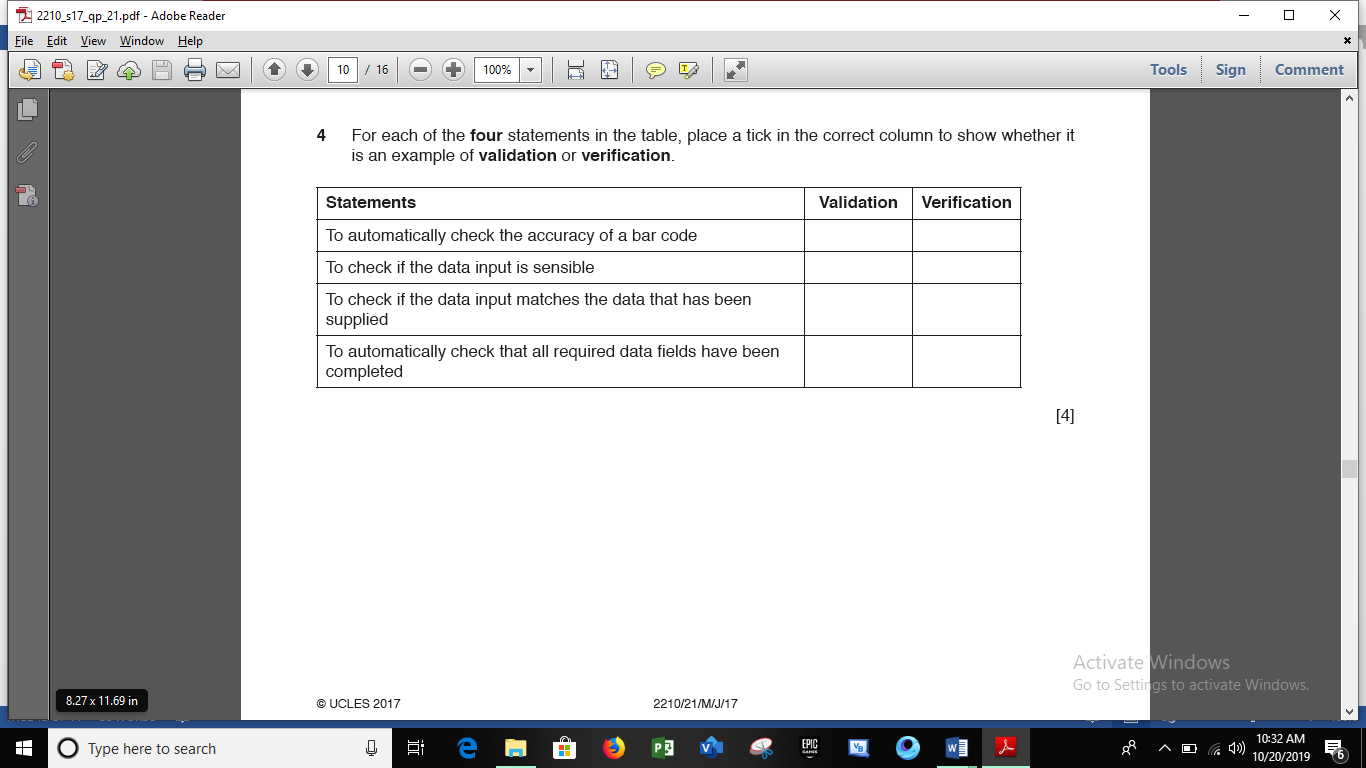 2210_s17_qp_21.pdf - Adobe Reader
File Edit View Window Help
10 / 16 100% Tools Sign Comment
4 For each of the four statements in the table, place a tick in the correct column to show whether it
is an example of validation or verification.
Statements Validation Verification
To automatically check the accuracy of a bar code
To check if the data input is sensible
To check if the data input matches the data that has been
supplied
To automatically check that all required data fields have been
completed
[4]
Activate Windows
Go to Settings to activate Windows.
8.27 x 11.69 in
© UCLES 2017 2210/21/M/J/17
Type here to search
EPIC GAMES
10:32 AM
10/20/2019
6